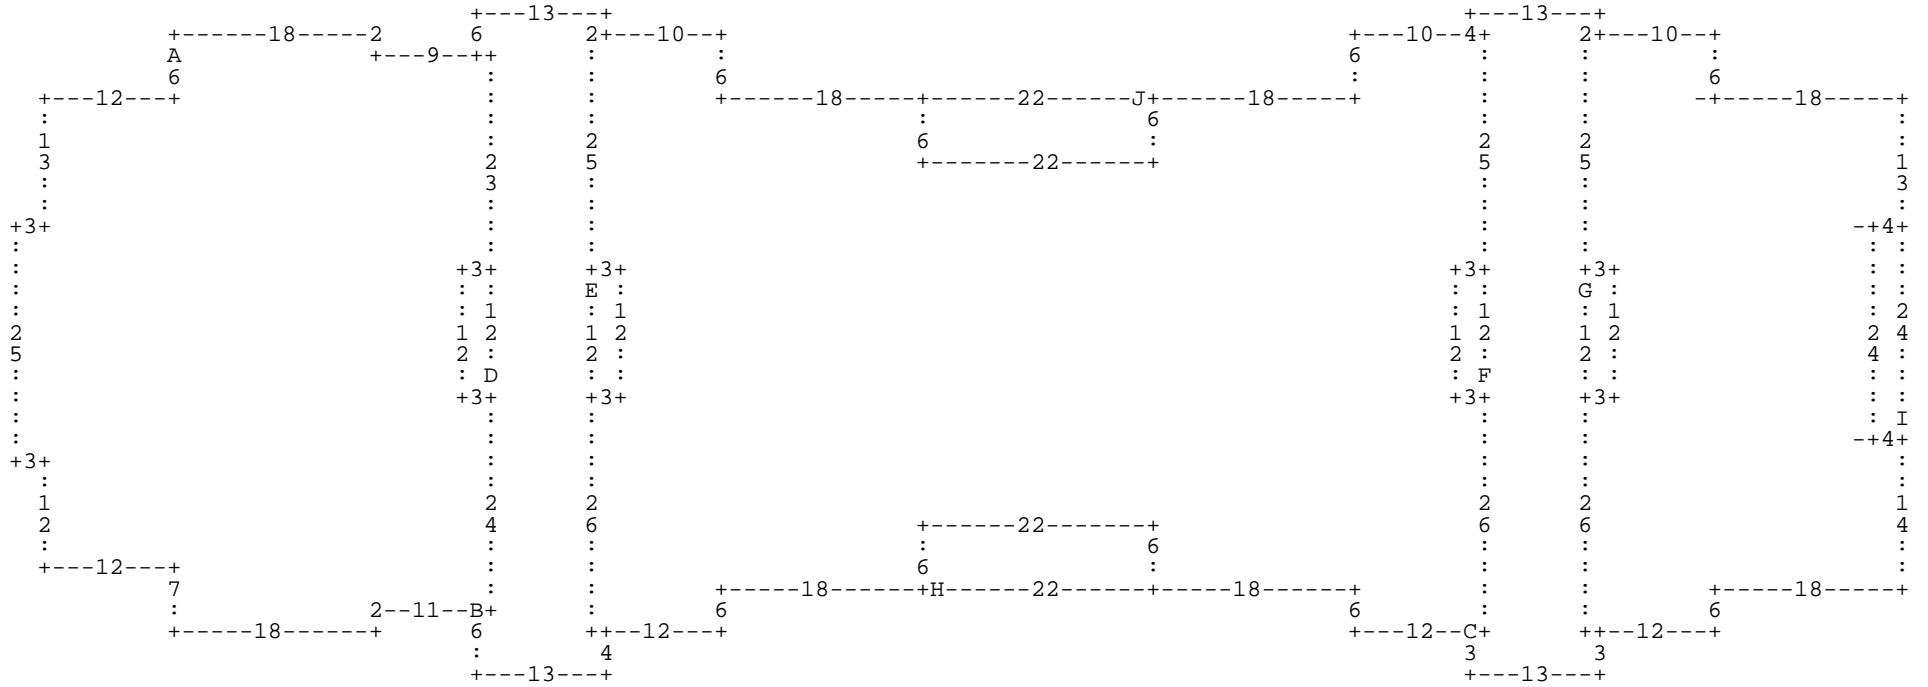 +---13---+ +---13---+
+------18-----2 6 2+---10--+ +---10--4+ 2+---10--+
A +---9--++ : : 6 : : :
6 : : 6 : : : 6
+---12---+ : : +------18------+------22------J+------18------+ : : -+-----18-----+
: : : : 6 : : :
1 : 2 6 : 2 2 :
3 2 5 +-------22------+ 5 5 1
: 3 : : : 3
: : : : : :
+3+ : : : : -+4+
: : : : : : :
: +3+ +3+ +3+ +3+ : :
: : : E : : : G : : :
: : 1 : 1 : 1 : 1 : 2
2 1 2 1 2 1 2 1 2 2 4
5 2 : 2 : 2 : 2 : 4 :
: : D : : : F : : : :
: +3+ +3+ +3+ +3+ : :
: : : : : : I
: : : : : -+4+
+3+ : : : : :
: : : : : :
1 2 2 2 2 1
2 4 6 +------22-------+ 6 6 4
: : : : 6 : : :
+---12---+ : : 6 : : : :
7 : : +------18------+H------22------+------18------+ : : +-----18-----+
: 2--11--B+ : 6 6 : : 6
+-----18------+ 6 ++--12---+ +---12--C+ ++--12---+
: 4 3 3
+---13---+ +---13---+